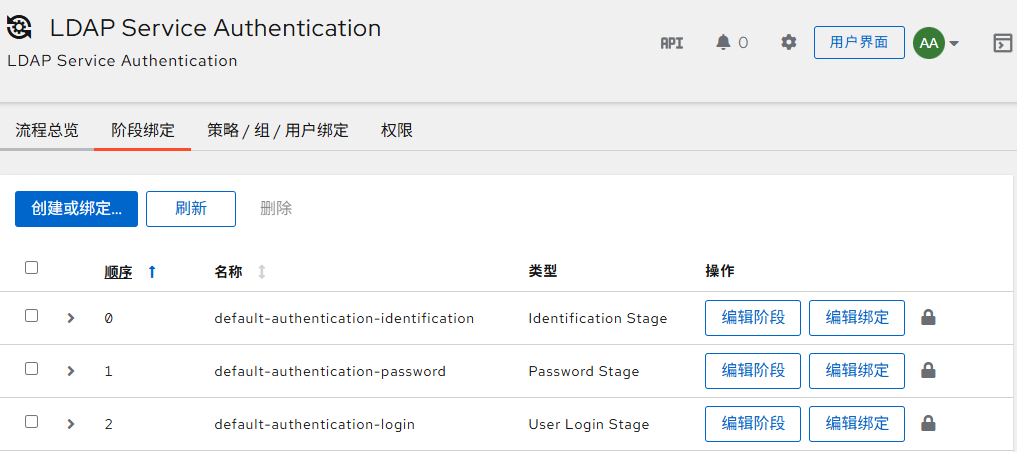 LDAP Service Authentication
LDAP Service Authentication
API
0
用户界面
AA
流程总览 阶段绑定 策略 / 组 / 用户绑定 权限
创建或绑定... 刷新 删除
顺序 名称 类型 操作
0 default-authentication-identification Identification Stage 编辑阶段 编辑绑定
1 default-authentication-password Password Stage 编辑阶段 编辑绑定
2 default-authentication-login User Login Stage 编辑阶段 编辑绑定